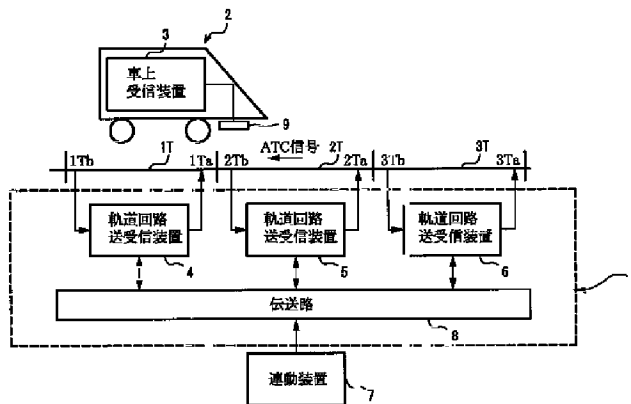 2
3
車上
受信装置
9
1Tb
1T
1Ta
2Tb
ATC信号
2T
2Ta
3Tb
3T
3Ta
軌道回路
送受信装置
軌道回路
送受信装置
軌道回路
送受信装置
4
5
6
伝送路
8
連動装置
7